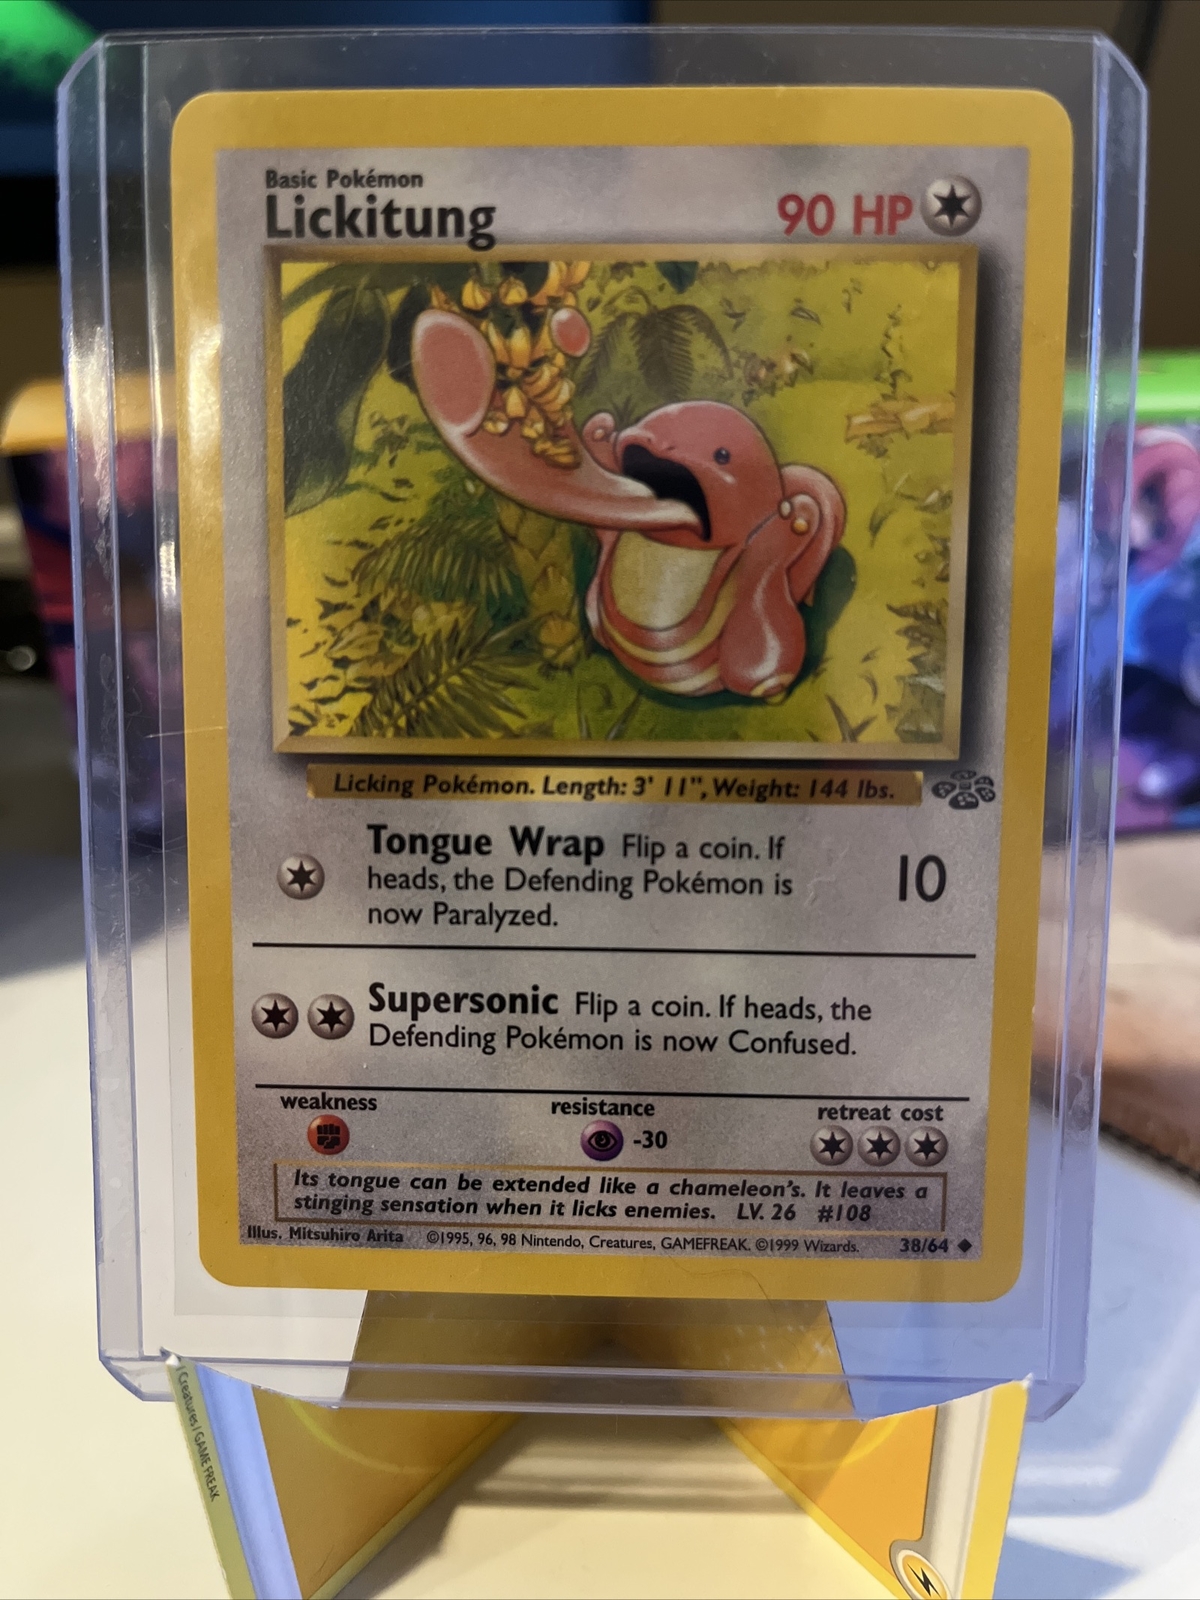 Basic Pokémon
Lickitung
90 HP
Licking Pokémon. Length: 3' 11", Weight: 144 lbs.
Tongue Wrap Flip a coin. If
heads, the Defending Pokémon is
now Paralyzed.
10
Supersonic Flip a coin. If heads, the
Defending Pokémon is now Confused.
weakness
resistance
retreat cost
-30
Its tongue can be extended like a chameleon's. It leaves a
stinging sensation when it licks enemies. LV. 26 #108
Illus. Mitsuhiro Arita ©1995, 96, 98 Nintendo, Creatures, GAMEFREAK. ©1999 Wizards. 38/64
/ Creatures / GAME FREAK